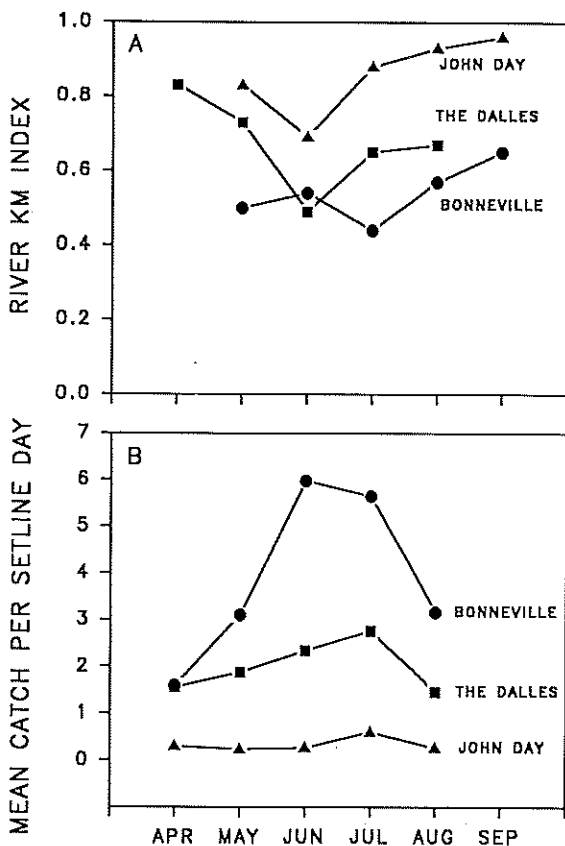 A
RIVER KM INDEX
1.0
0.8
0.6
0.4
0.2
0.0
JOHN DAY
THE DALLES
BONNEVILLE
B
MEAN CATCH PER SETLINE DAY
7
6
5
4
3
2
1
0
BONNEVILLE
THE DALLES
JOHN DAY
APR MAY JUN JUL AUG SEP